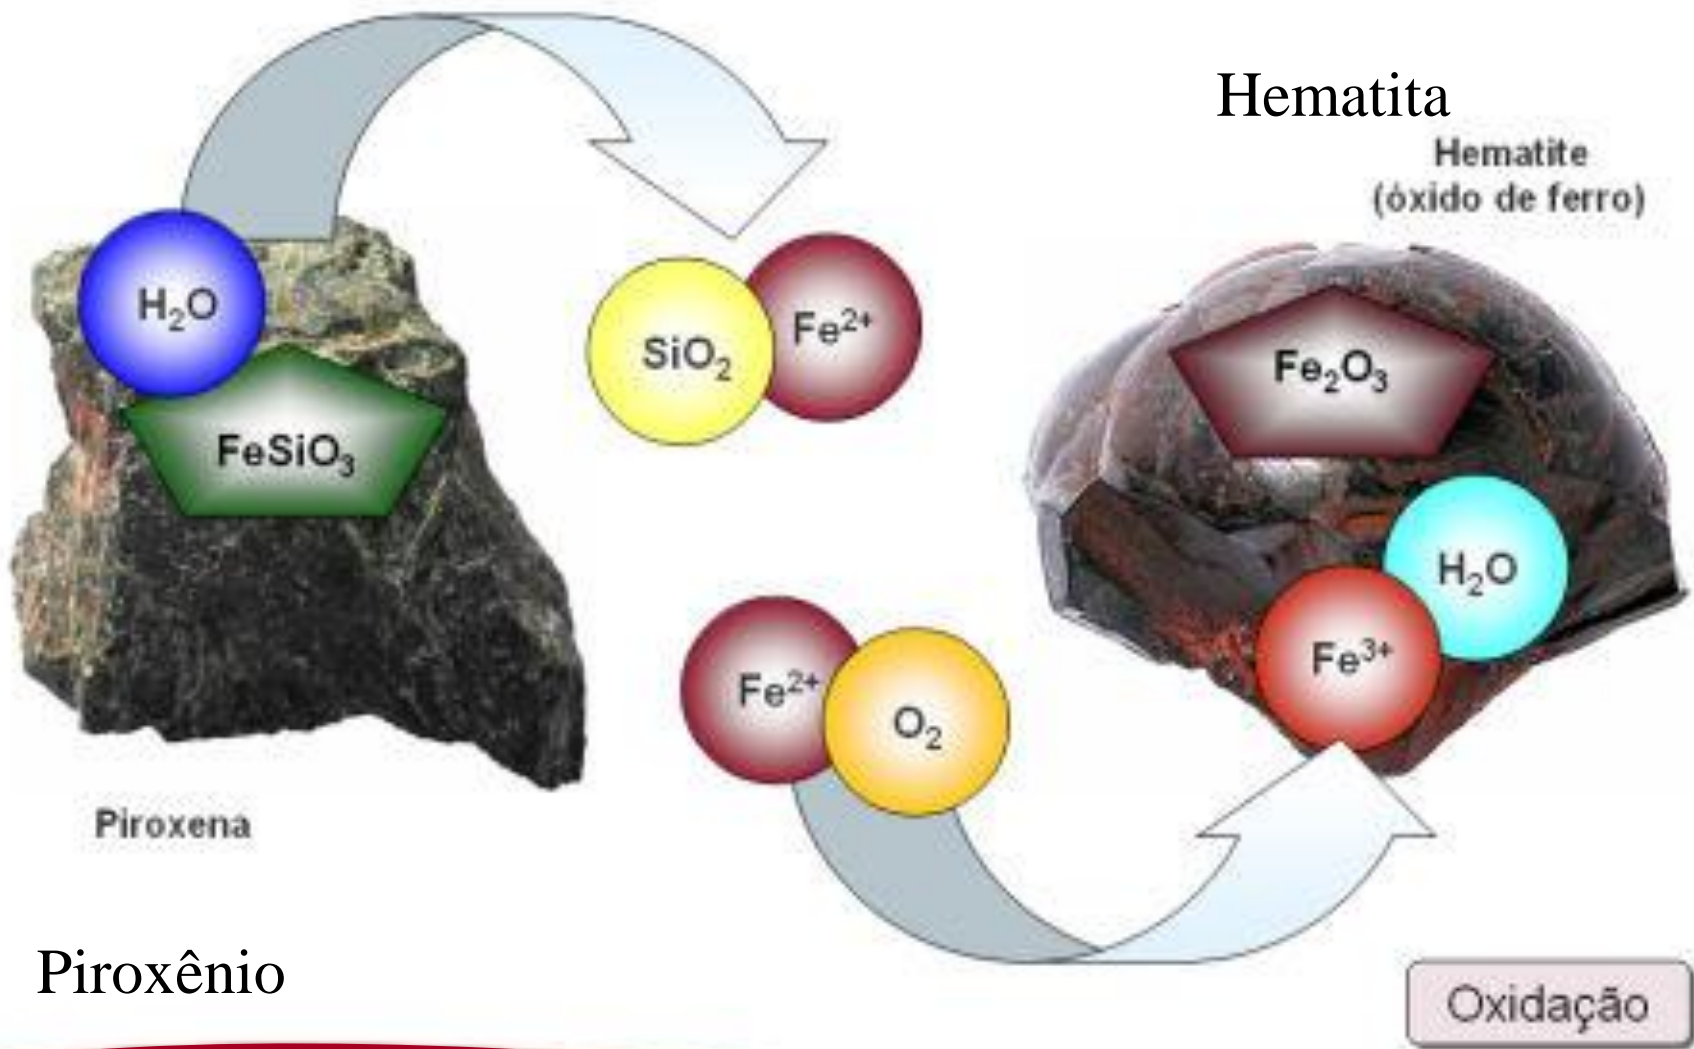 Hematita
Hematite
(óxido de ferro)
H₂O
FeSiO₃
SiO₂
Fe²⁺
Fe₂O₃
H₂O
Fe³⁺
Fe²⁺
O₂
Piroxena
Piroxênio
Oxidação